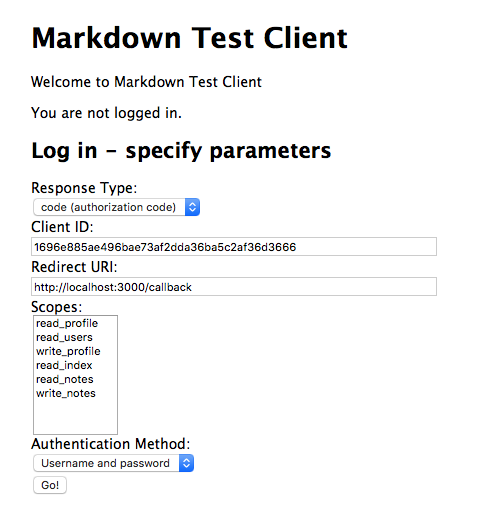 Markdown Test Client
Welcome to Markdown Test Client
You are not logged in.
Log in - specify parameters
Response Type:
code (authorization code)
Client ID:
1696e885ae496bae73af2dda36ba5c2af36d3666
Redirect URI:
http://localhost:3000/callback
Scopes:
read_profile
read_users
write_profile
read_index
read_notes
write_notes
Authentication Method:
Username and password
Go!